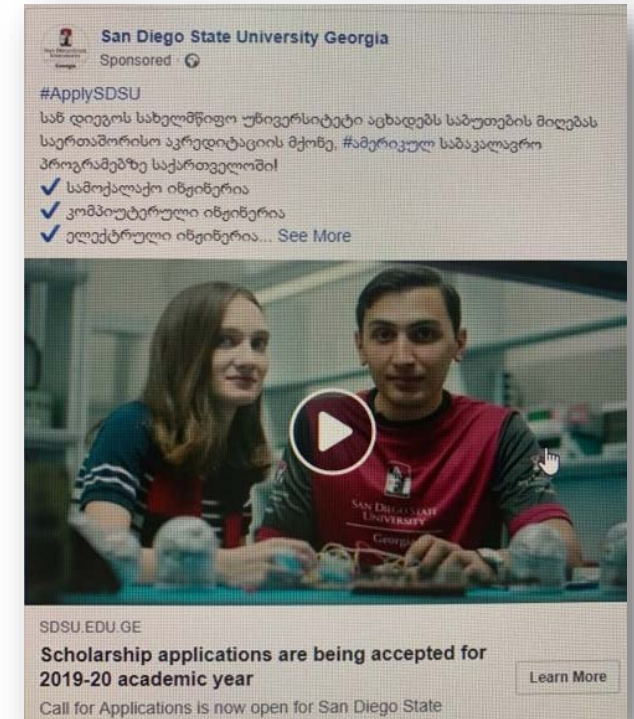 San Diego State University Georgia
Sponsored
#ApplySDSU
სან დიეგოს სახელმწიფო უნივერსიტეტი აცხადებს საბუთების მიღებას
საერთაშორისო აკრედიტაციის მქონე, #ამერიკულ საბაკალავრო
პროგრამებზე საქართველოში!
✓ სამოქალაქო ინჟინერია
✓ კომპიუტერული ინჟინერია
✓ ელექტრული ინჟინერია... See More
SAN DIEGO STATE
UNIVERSITY
Georgia
SDSU.EDU.GE
Scholarship applications are being accepted for
2019-20 academic year
Learn More
Call for Applications is now open for San Diego State